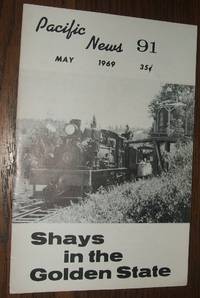 Pacific
News 91
MAY 1969 35¢
Shays
in the
Golden State